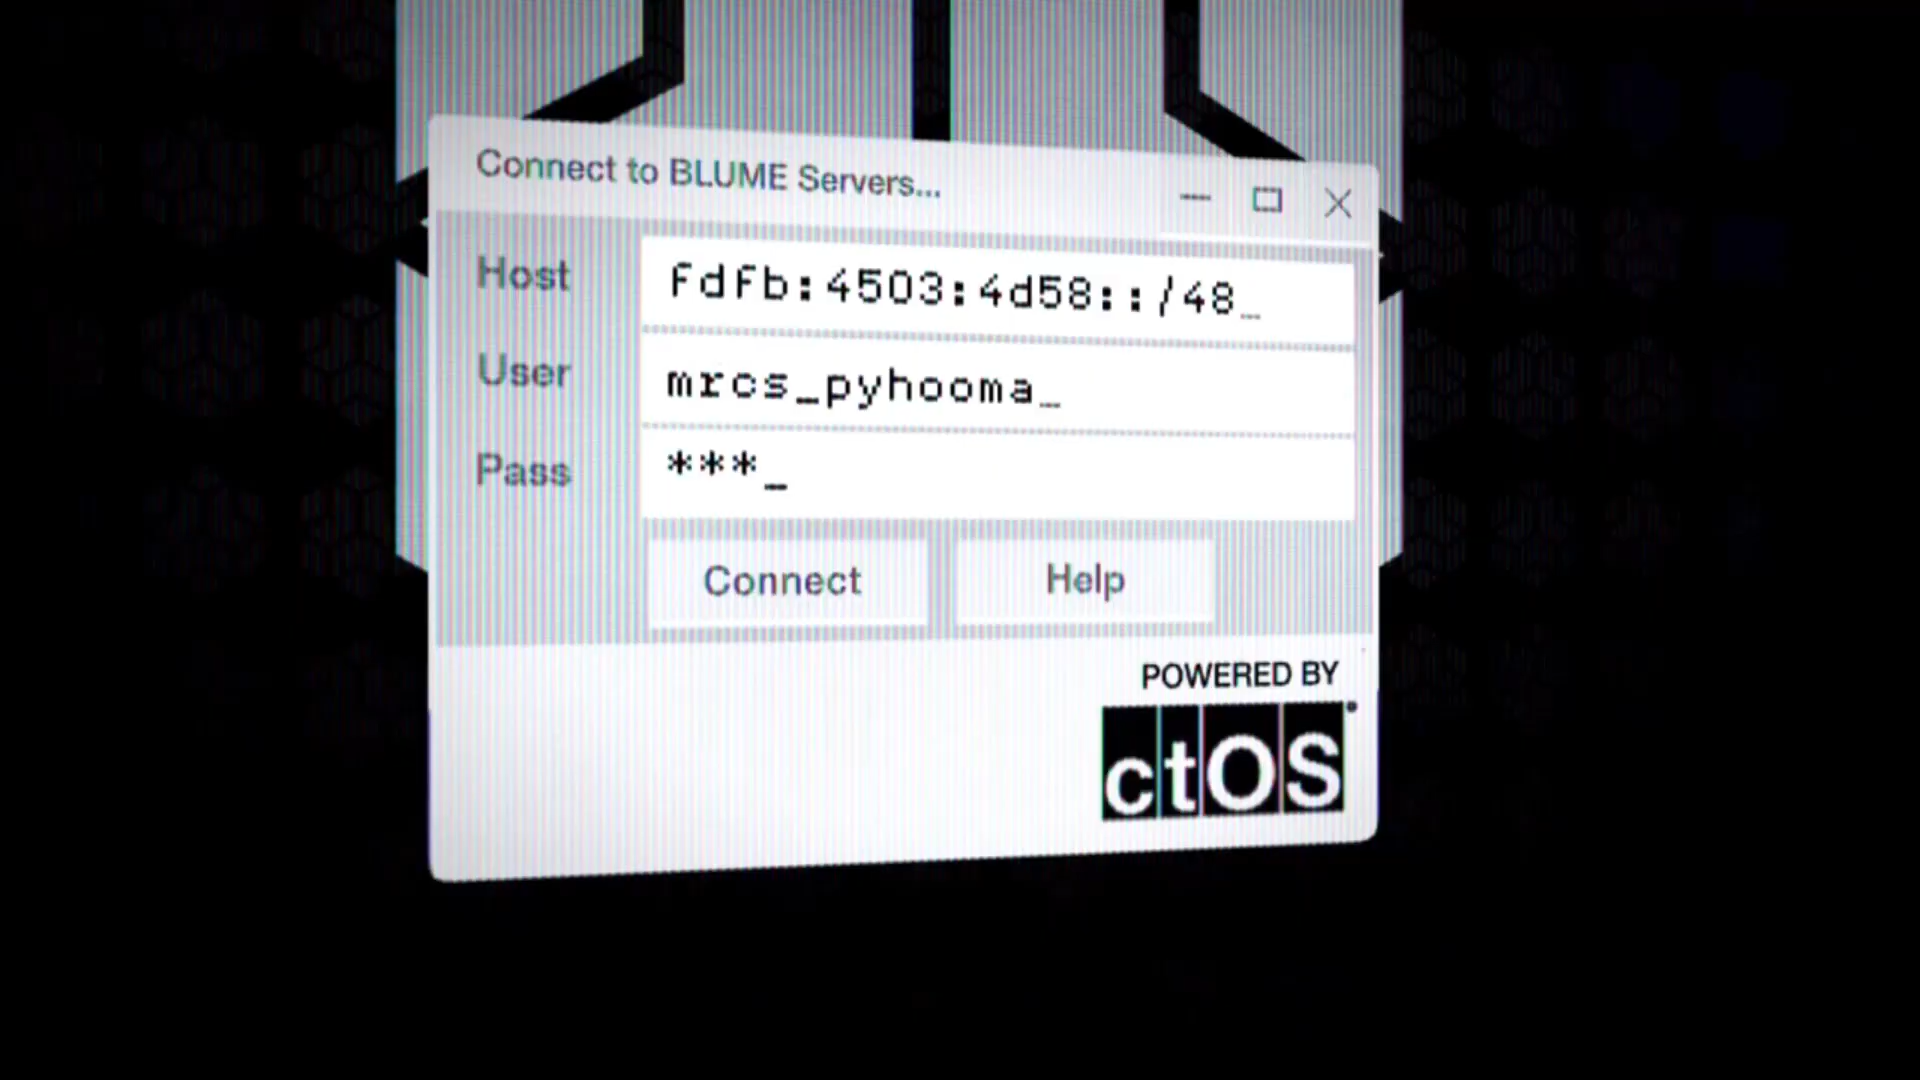 Connect to BLUME Servers...
Host fdfb:4503:4d58::/48_
User mrcs_pyhooma_
Pass ***_
Connect Help
POWERED BY
ctOS